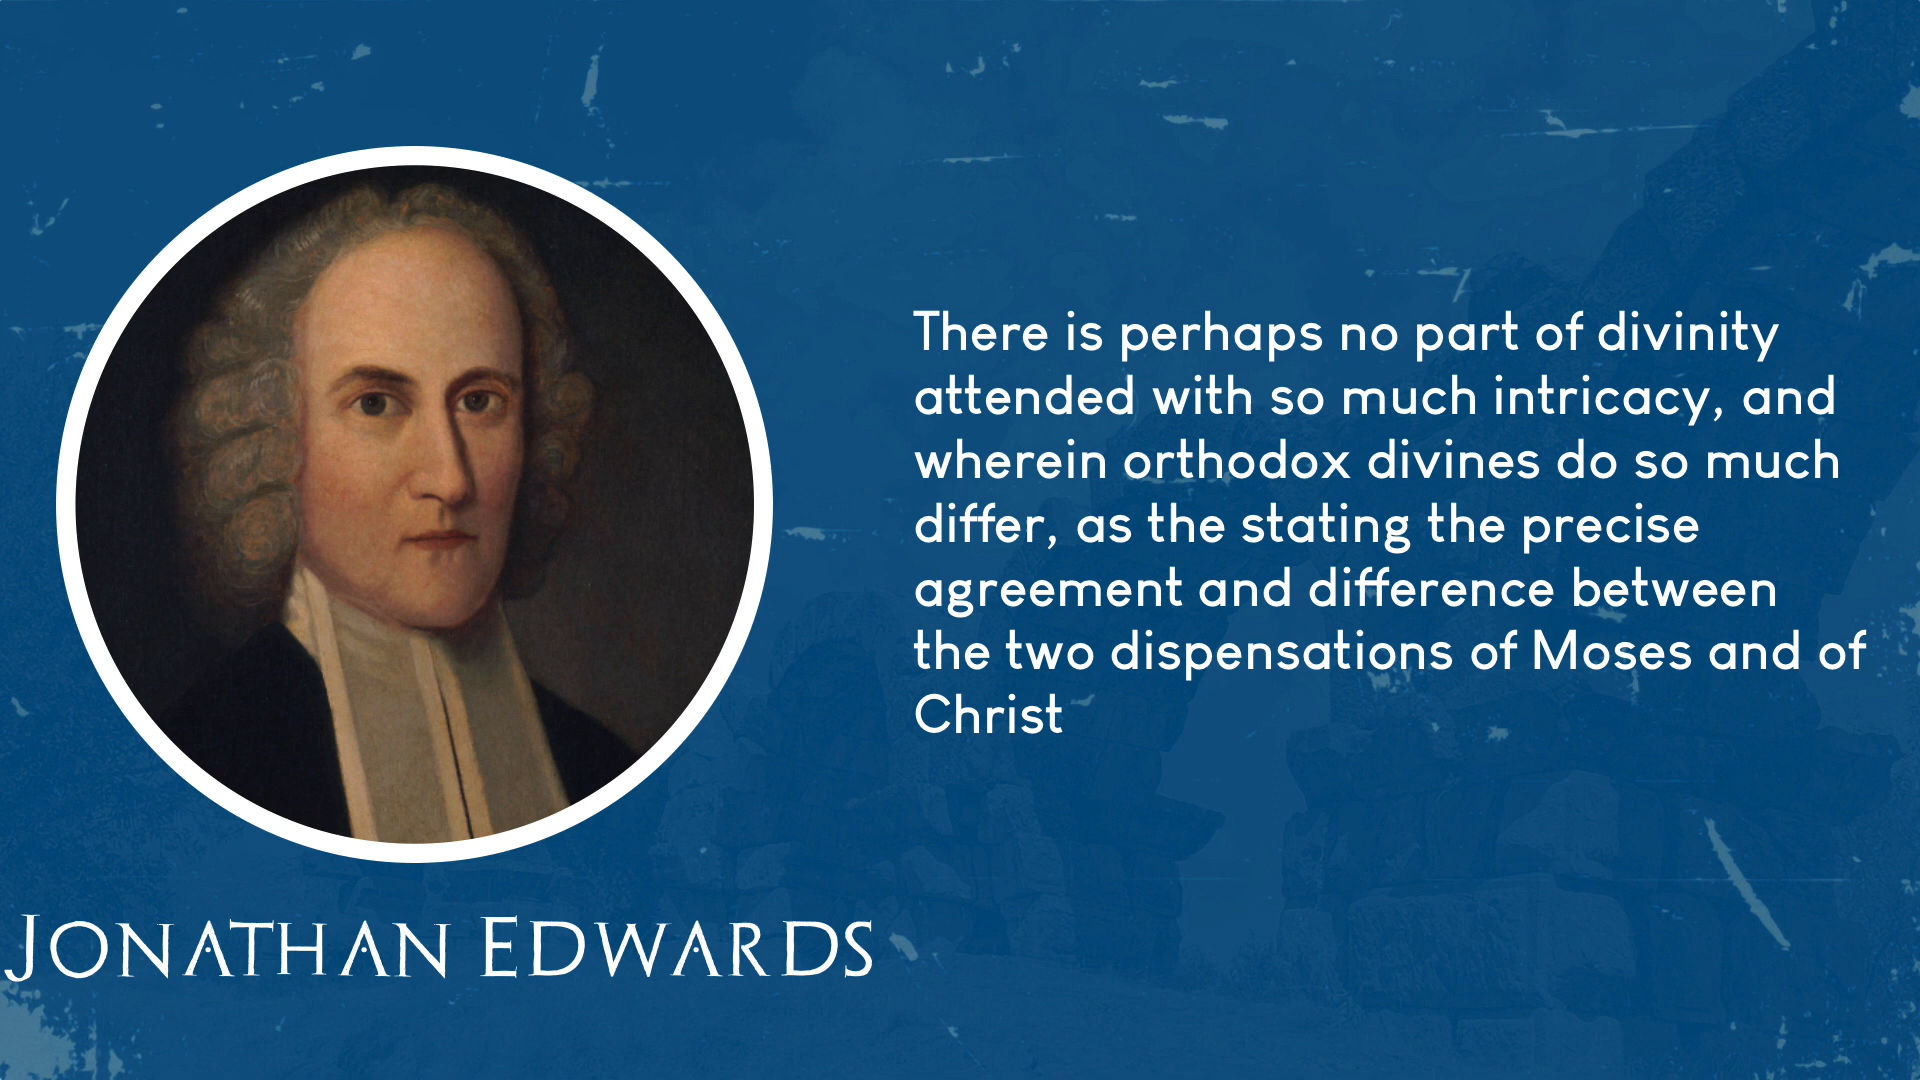 There is perhaps no part of divinity
attended with so much intricacy, and
wherein orthodox divines do so much
differ, as the stating the precise
agreement and difference between
the two dispensations of Moses and of
Christ
Jonathan Edwards